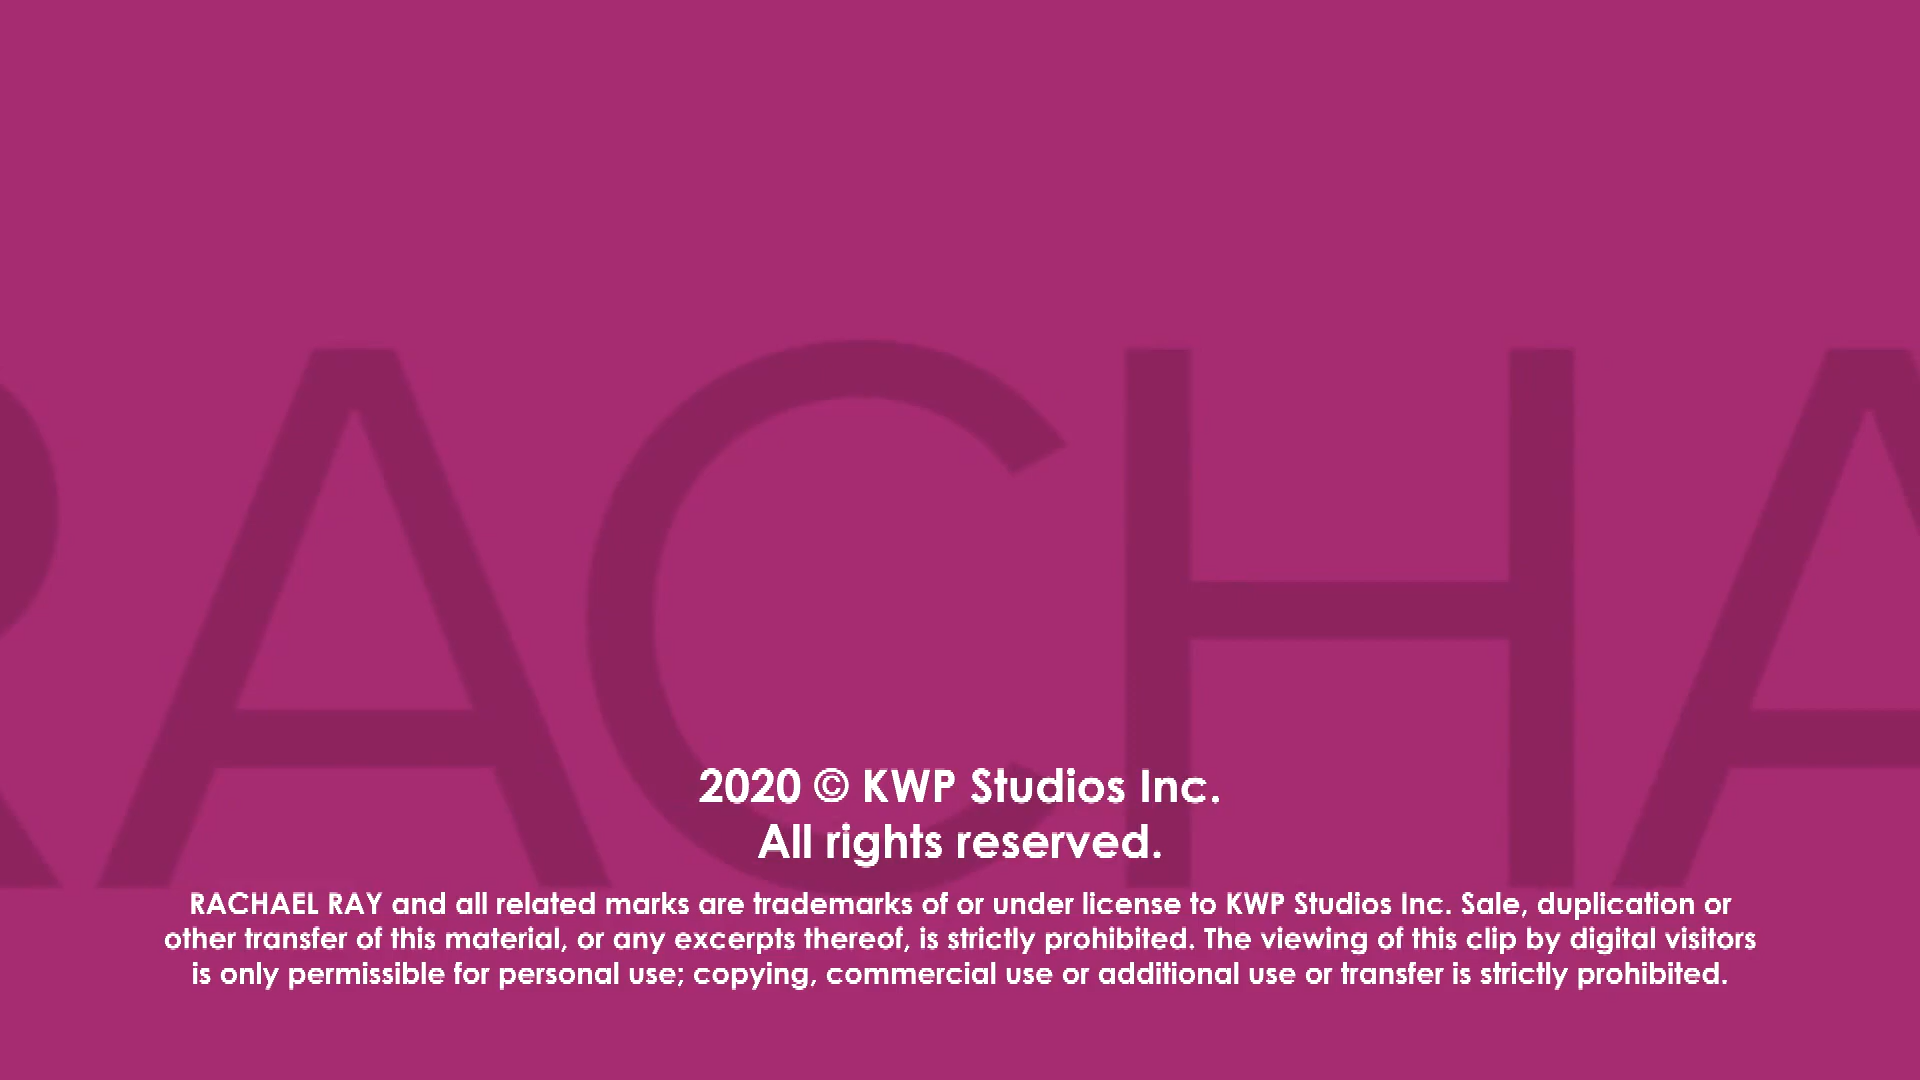 RACHA
2020 © KWP Studios Inc.
All rights reserved.
RACHAEL RAY and all related marks are trademarks of or under license to KWP Studios Inc. Sale, duplication or
other transfer of this material, or any excerpts thereof, is strictly prohibited. The viewing of this clip by digital visitors
is only permissible for personal use; copying, commercial use or additional use or transfer is strictly prohibited.